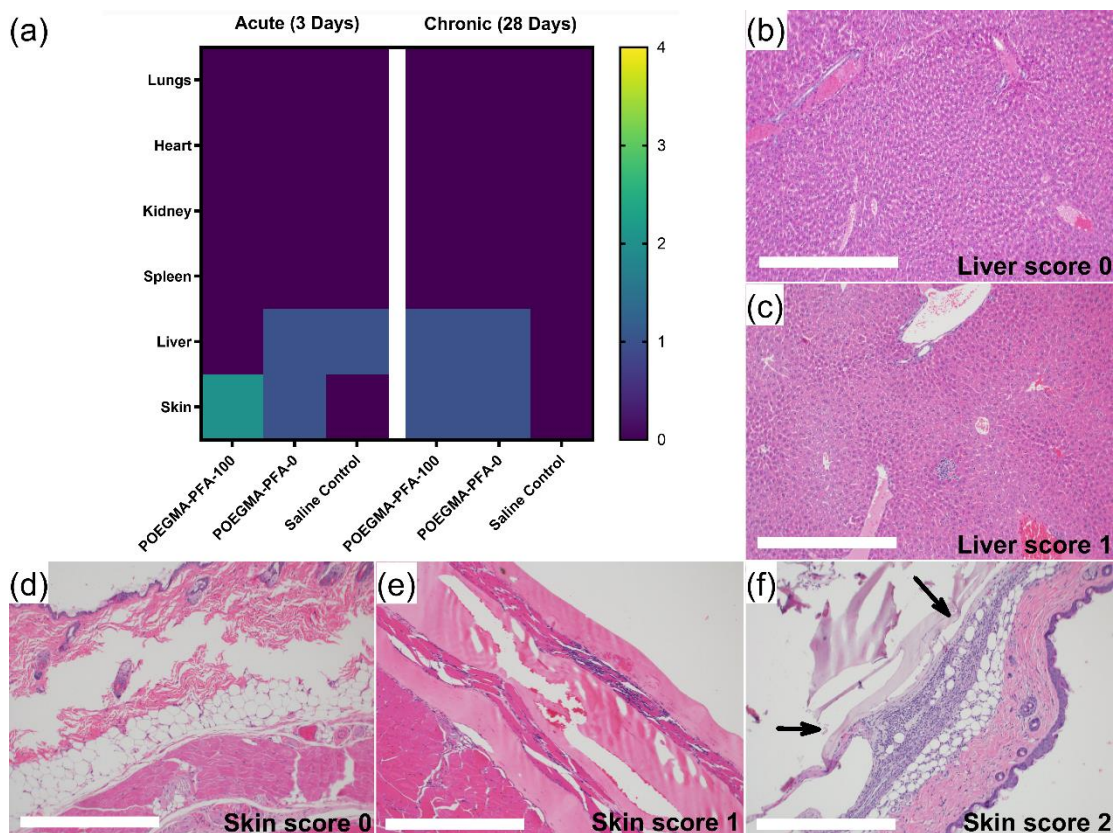 (a)
Acute (3 Days) Chronic (28 Days)
Lungs
Heart
Kidney
Spleen
Liver
Skin
POEGMA-PFA-100
POEGMA-PFA-0
Saline Control
POEGMA-PFA-100
POEGMA-PFA-0
Saline Control
4
3
2
1
0
(b)
Liver score 0
(c)
Liver score 1
(d)
Skin score 0
(e)
Skin score 1
(f)
Skin score 2